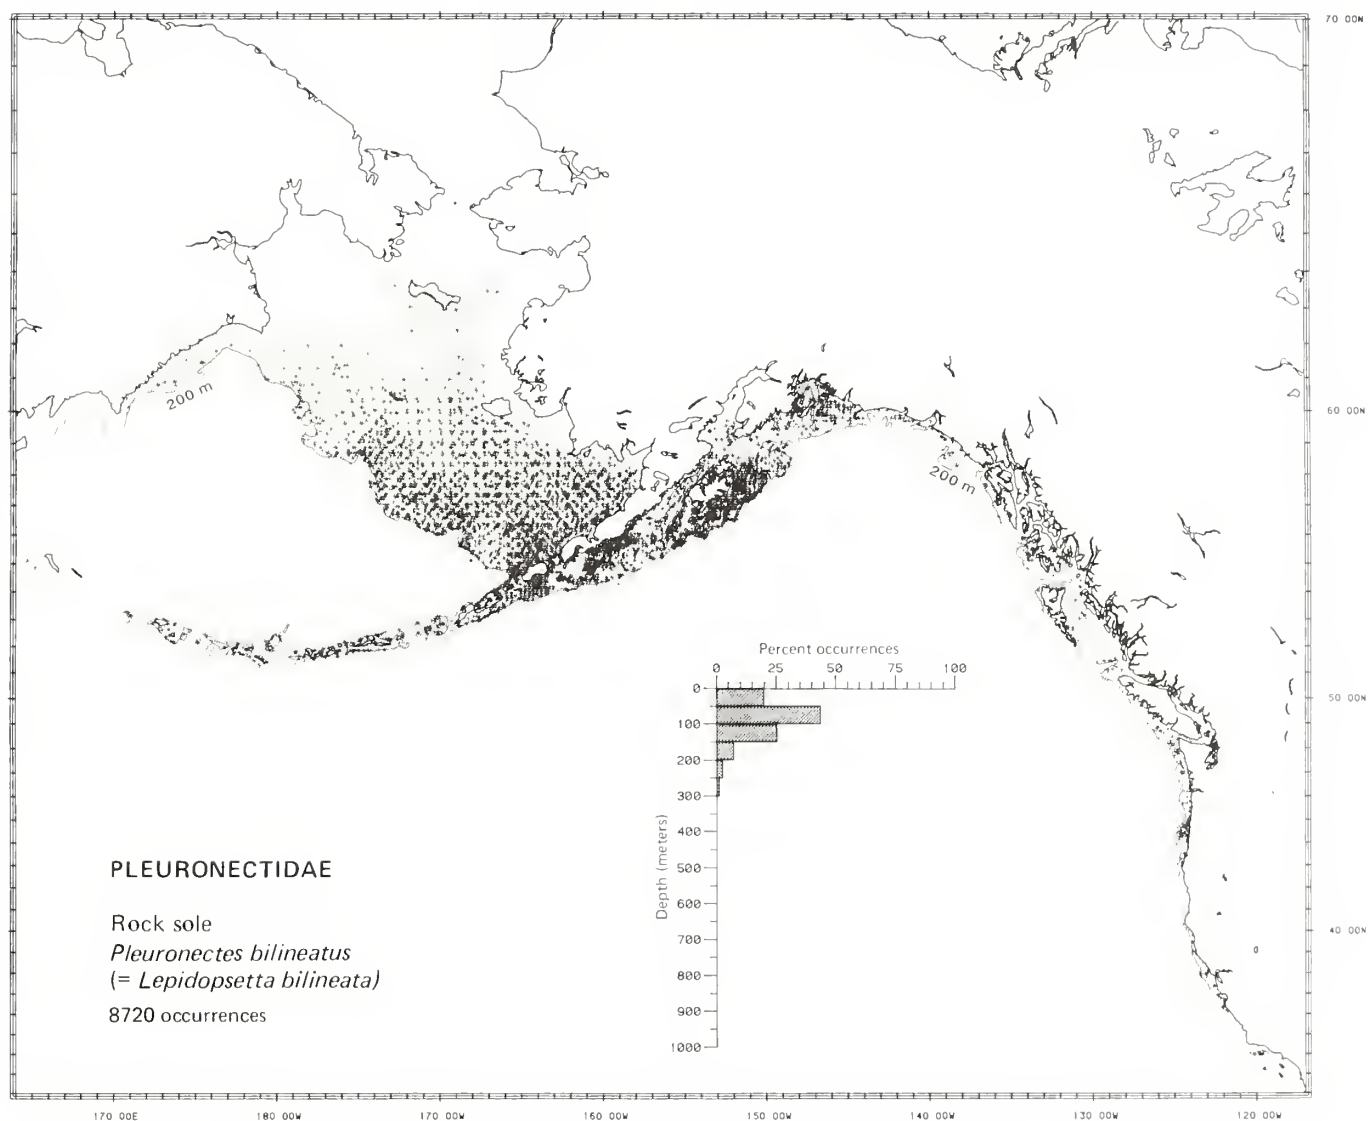 70 00N
200 m
60 00N
200 m
Percent occurrences
0 25 50 75 100
0
50 00N
100
200
300
Depth (meters)
400
500
600
700
800
900
1000
PLEURONECTIDAE
Rock sole
Pleuronectes bilineatus
(= Lepidopsetta bilineata)
8720 occurrences
40 00N
170 00E 180 00W 170 00W 160 00W 150 00W 140 00W 130 00W 120 00W